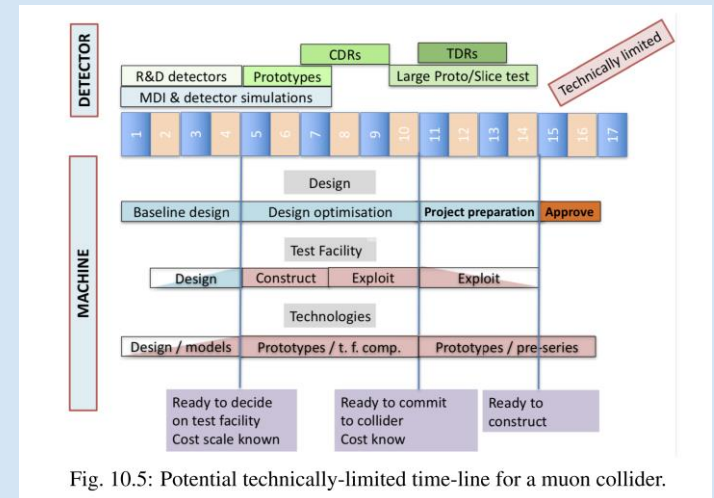 CDRs
TDRs
R&D detectors
Prototypes
Large Proto/Slice test
MDI & detector simulations
Technically limited
DETECTOR
1 2 3 4 5 6 7 8 9 10 11 12 13 14 15 16 17
MACHINE
Design
Baseline design
Design optimisation
Project preparation
Approve
Test Facility
Design
Construct
Exploit
Exploit
Technologies
Design / models
Prototypes / t. f. comp.
Prototypes / pre-series
Ready to decide
on test facility
Cost scale known
Ready to commit
to collider
Cost know
Ready to
construct
Fig. 10.5: Potential technically-limited time-line for a muon collider.